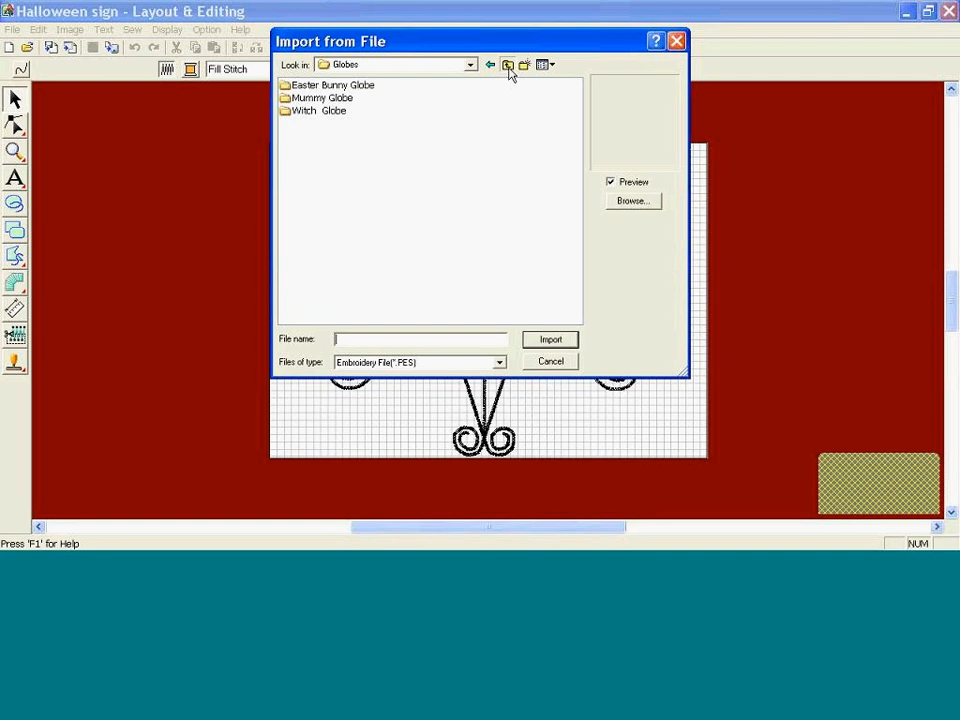 Halloween sign - Layout & Editing
File Edit Image Text Sew Display Option Help
Fill Stitch
Import from File
Look in: Globes
Easter Bunny Globe
Mummy Globe
Witch Globe
Preview
Browse...
File name: Import
Files of type: Embroidery File(*.PES) Cancel
Press 'F1' for Help NUM